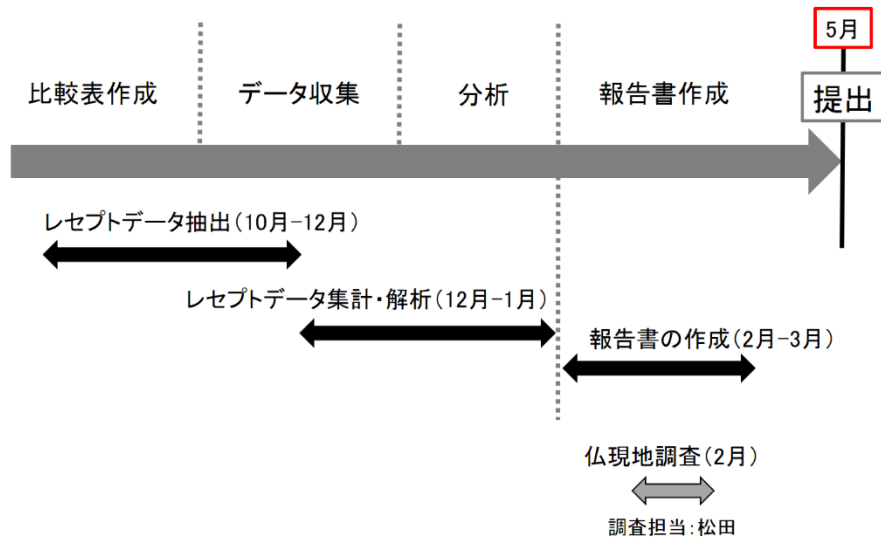 5月
比較表作成
データ収集
分析
報告書作成
提出
レセプトデータ抽出(10月-12月)
レセプトデータ集計・解析(12月-1月)
報告書の作成(2月-3月)
仏現地調査(2月)
調査担当:松田